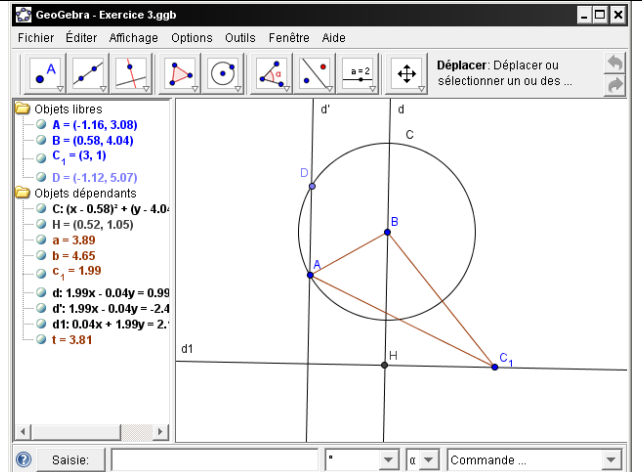 GeoGebra - Exercice 3.ggb
Fichier Éditer Affichage Options Outils Fenêtre Aide
A
α
a = 2
Déplacer: Déplacer ou
sélectionner un ou des ...
Objets libres
A = (-1.16, 3.08)
B = (0.58, 4.04)
C1 = (3, 1)
D = (-1.12, 5.07)
Objets dépendants
C: (x - 0.58)² + (y - 4.04
H = (0.52, 1.05)
a = 3.89
b = 4.65
c1 = 1.99
d: 1.99x - 0.04y = 0.99
d': 1.99x - 0.04y = -2.4
d1: 0.04x + 1.99y = 2.
t = 3.81
d'
d
C
D
B
A
d1
H
C1
Saisie:
°
α
Commande ...